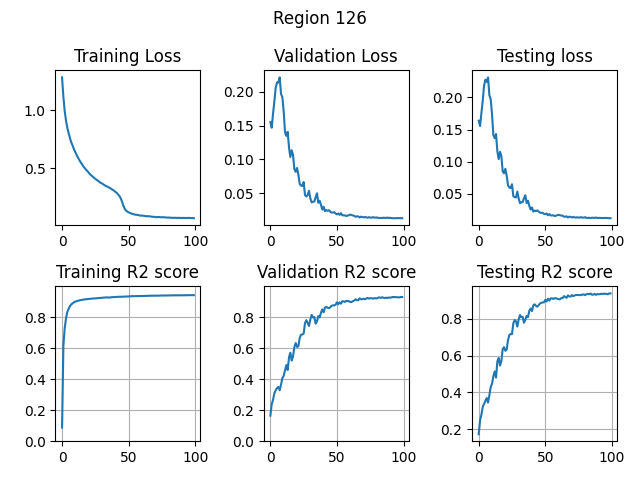 Region 126
Training Loss
Validation Loss
Testing loss
1.0
0.5
0 50 100
0.20
0.15
0.10
0.05
0 50 100
0.20
0.15
0.10
0.05
0 50 100
Training R2 score
Validation R2 score
Testing R2 score
0.8
0.6
0.4
0.2
0.0
0 50 100
0.8
0.6
0.4
0.2
0.0
0 50 100
0.8
0.6
0.4
0.2
0 50 100